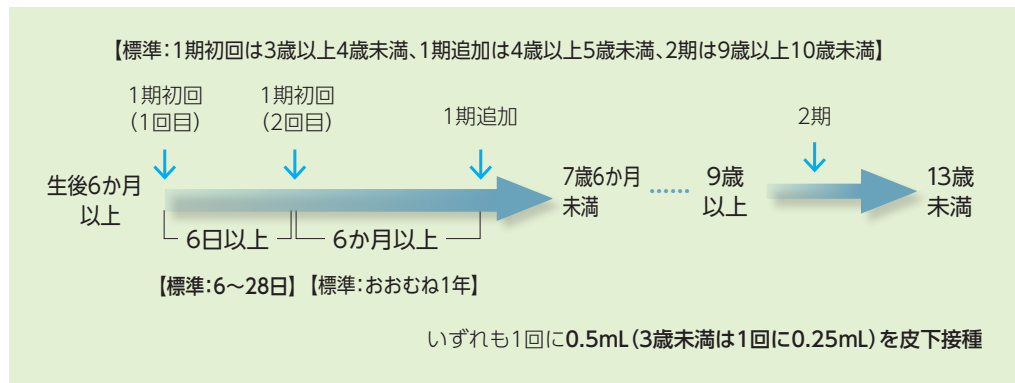 【標準：1期初回は3歳以上4歳未満、1期追加は4歳以上5歳未満、2期は9歳以上10歳未満】
1期初回
（1回目）
1期初回
（2回目）
1期追加
2期
生後6か月
以上
7歳6か月
未満
……
9歳
以上
13歳
未満
6日以上
6か月以上
【標準：6〜28日】
【標準：おおむね1年】
いずれも1回に0.5mL（3歳未満は1回に0.25mL）を皮下接種